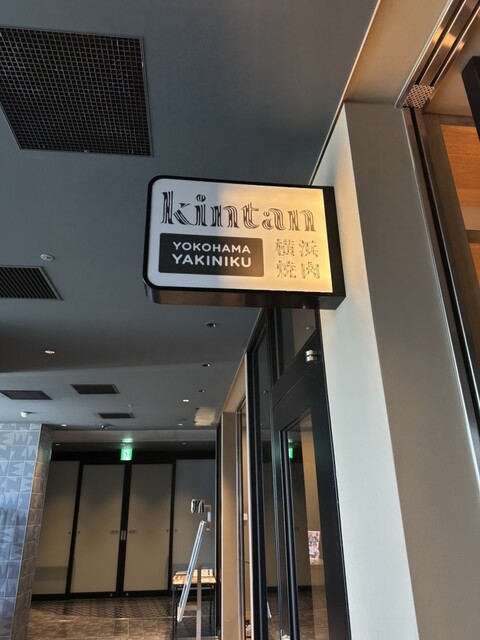 kintan
YOKOHAMA
YAKINIKU
横浜
焼肉